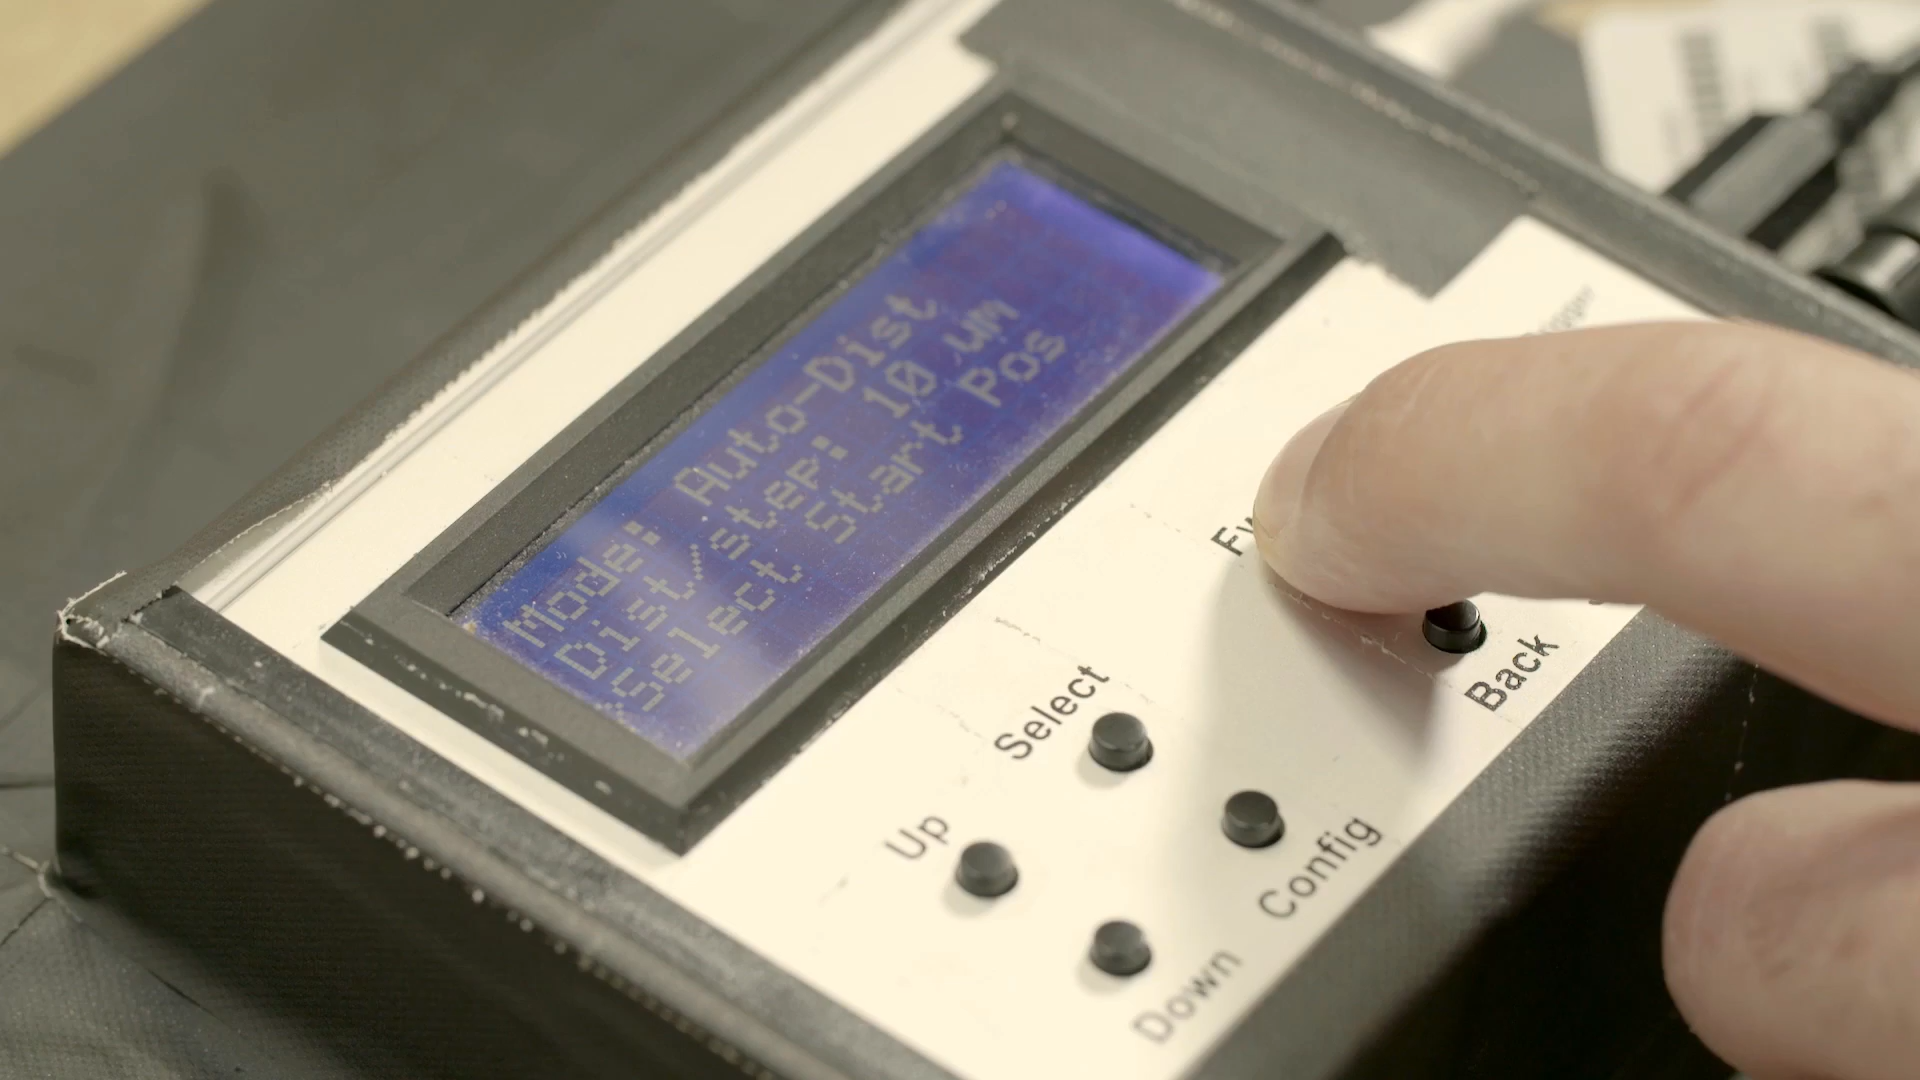 Mode: Auto-Dist
Dist/step: 10 uM
>Select Start Pos
Select
Up
Back
Config
Down